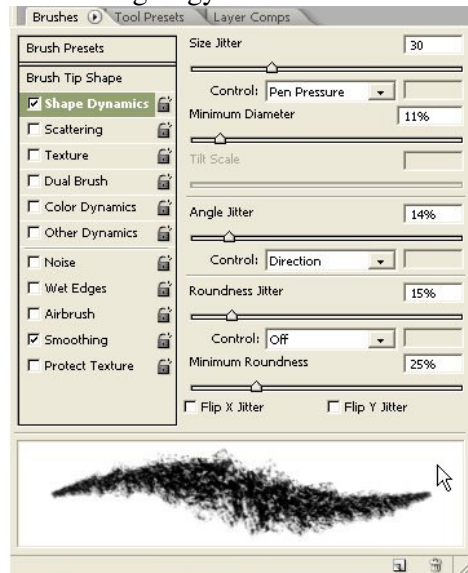 Brushes Tool Presets Layer Comps
Brush Presets
Brush Tip Shape
Shape Dynamics
Scattering
Texture
Dual Brush
Color Dynamics
Other Dynamics
Noise
Wet Edges
Airbrush
Smoothing
Protect Texture
Size Jitter 30
Control: Pen Pressure
Minimum Diameter 11%
Tilt Scale
Angle Jitter 14%
Control: Direction
Roundness Jitter 15%
Control: Off
Minimum Roundness 25%
Flip X Jitter Flip Y Jitter